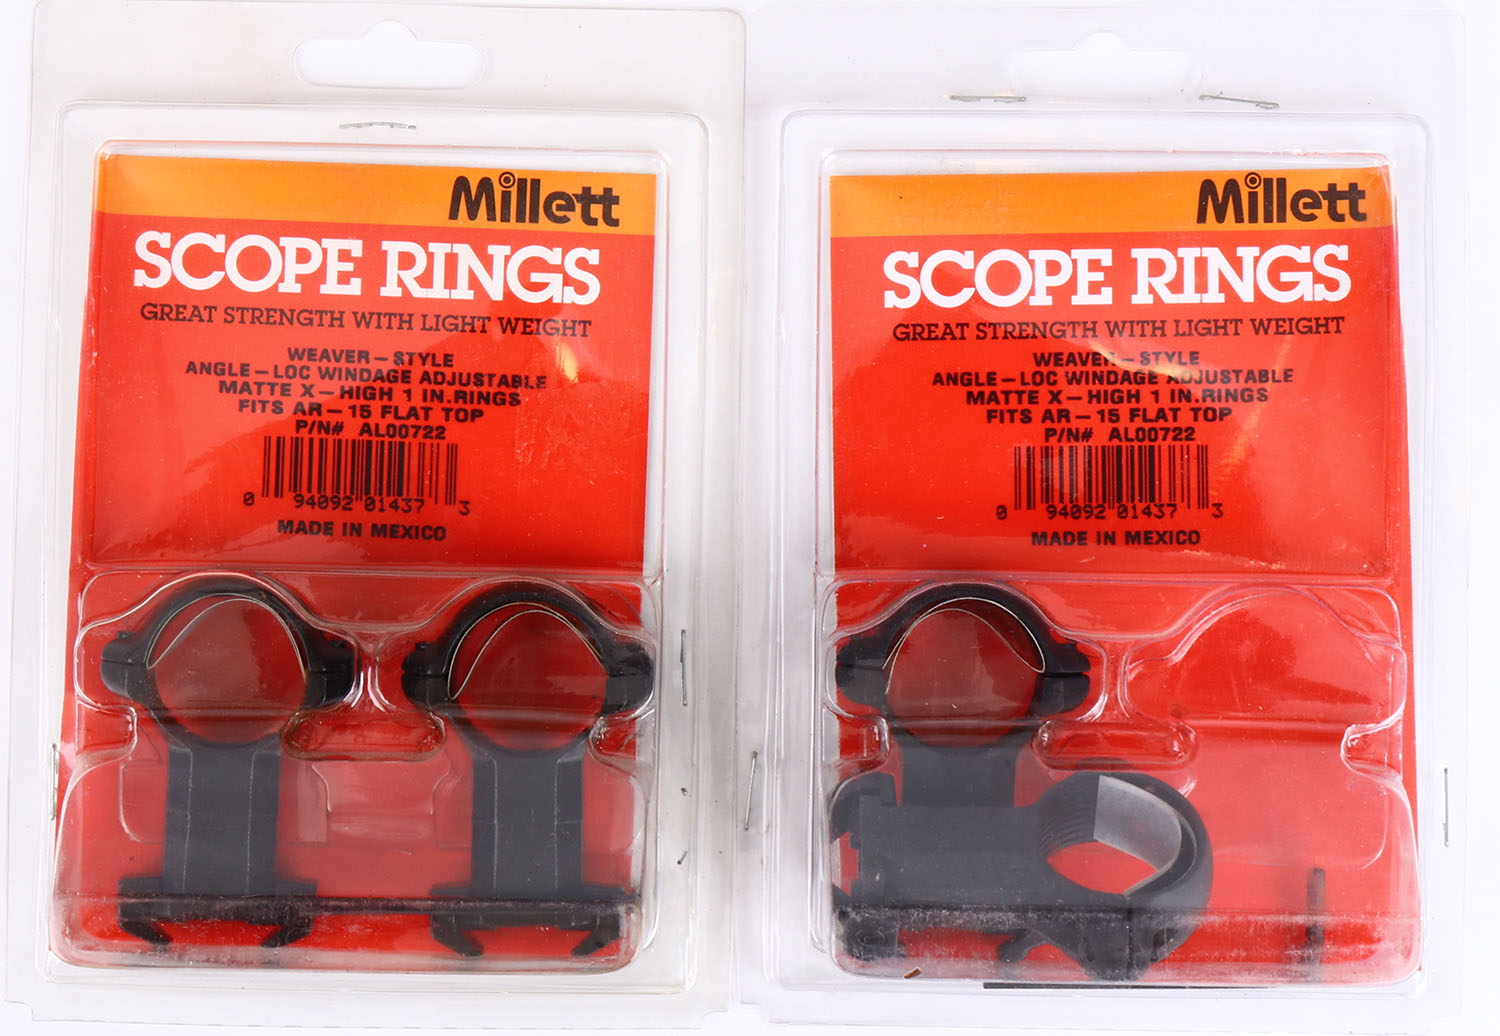 Millett
SCOPE RINGS
GREAT STRENGTH WITH LIGHT WEIGHT
WEAVER-STYLE
ANGLE-LOC WINDAGE ADJUSTABLE
MATTE X-HIGH 1 IN.RINGS
FITS AR-15 FLAT TOP
P/N# AL00722
0 94092 01437 3
MADE IN MEXICO
Millett
SCOPE RINGS
GREAT STRENGTH WITH LIGHT WEIGHT
WEAVER-STYLE
ANGLE-LOC WINDAGE ADJUSTABLE
MATTE X-HIGH 1 IN.RINGS
FITS AR-15 FLAT TOP
P/N# AL00722
0 94092 01437 3
MADE IN MEXICO